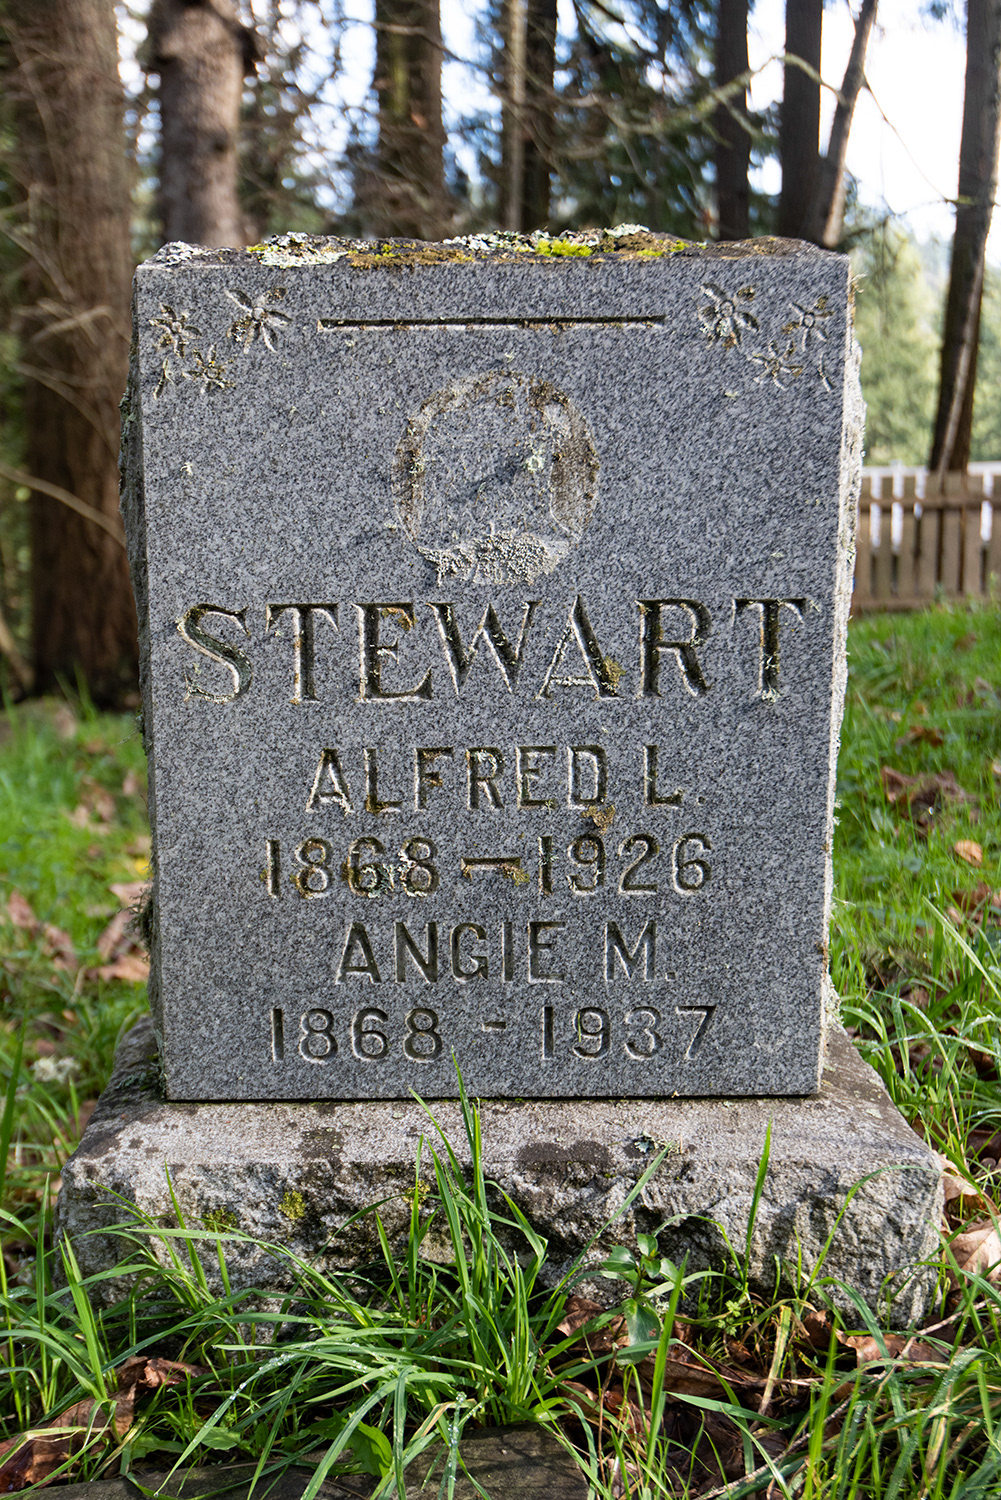 STEWART
ALFRED L.
1868 — 1926
ANGIE M.
1868 - 1937